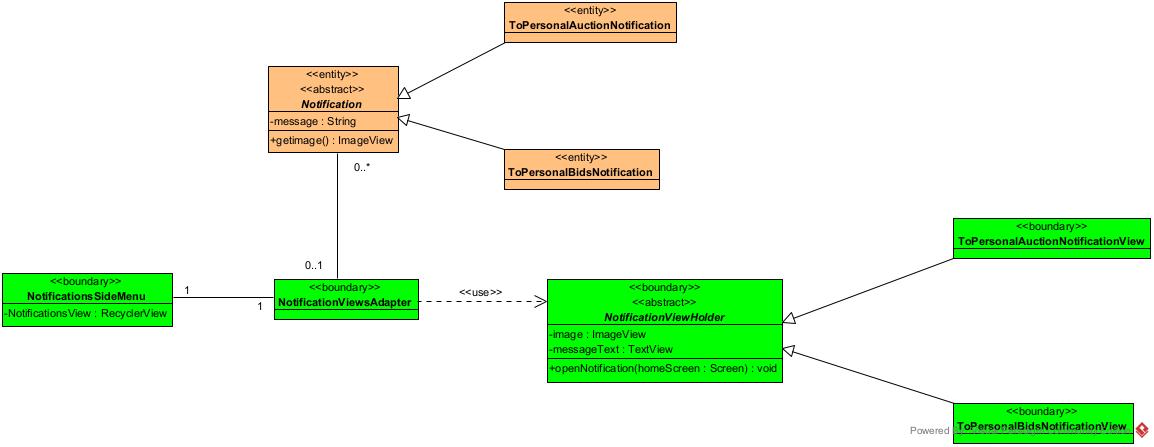 <<entity>>
ToPersonalAuctionNotification
<<entity>>
<<abstract>>
Notification
-message : String
+getimage() : ImageView
0..*
<<entity>>
ToPersonalBidsNotification
<<boundary>>
ToPersonalAuctionNotificationView
0..1
<<boundary>>
NotificationsSideMenu
-NotificationsView : RecyclerView
1
1
<<boundary>>
NotificationViewsAdapter
<<use>>
<<boundary>>
<<abstract>>
NotificationViewHolder
-image : ImageView
-messageText : TextView
+openNotification(homeScreen : Screen) : void
<<boundary>>
ToPersonalBidsNotificationView
Powered